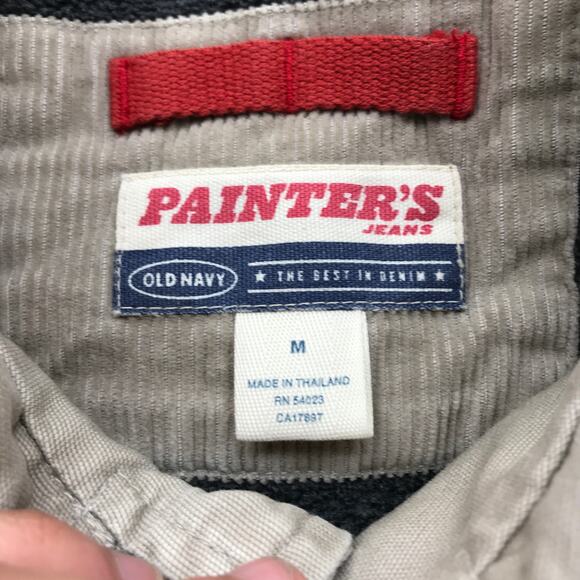 PAINTER'S
JEANS
OLD NAVY ★ THE BEST IN DENIM ★
M
MADE IN THAILAND
RN 54023
CA17897